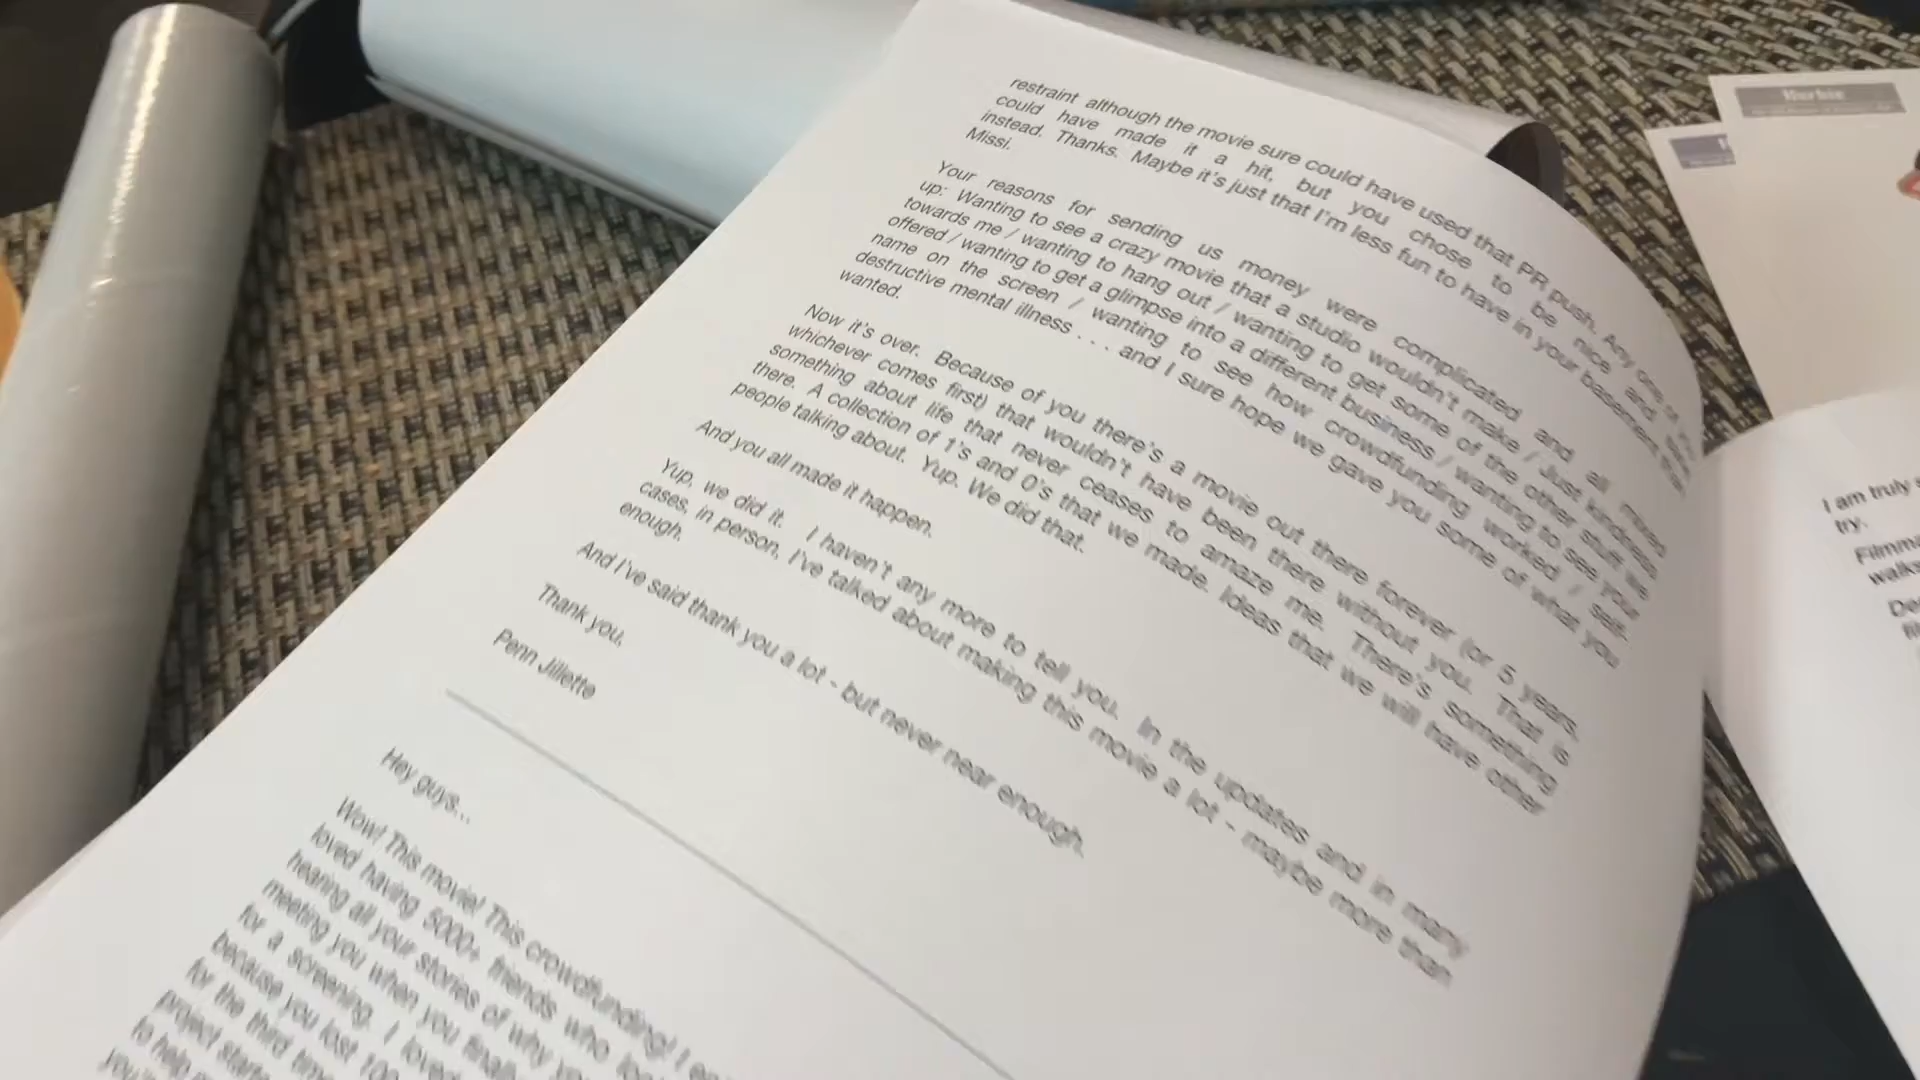 restraint although the movie sure could have used that PR push. Any one of
could have made it a hit, but you chose to be nice and
instead. Thanks. Maybe it's just that I'm less fun to have in your basement than
Missi.
Your reasons for sending us money were complicated and all mixed
up: Wanting to see a crazy movie that a studio wouldn't make / Just kindness
towards me / wanting to hang out / wanting to get some of the other stuff we
offered / wanting to get a glimpse into a different business / wanting to see your
name on the screen / wanting to see how crowdfunding worked / self-
destructive mental illness . . . and I sure hope we gave you some of what you
wanted.
Now it's over. Because of you there's a movie out there forever (or 5 years,
whichever comes first) that wouldn't have been there without you. That is
something about life that never ceases to amaze me. There's something
there. A collection of 1's and 0's that we made. Ideas that we will have other
people talking about. Yup. We did that.
And you all made it happen.
Yup, we did it. I haven't any more to tell you. In the updates and in many
cases, in person, I've talked about making this movie a lot - maybe more than
enough.
And I've said thank you a lot - but never near enough.
Thank you,
Penn Jillette
Hey guys...
Wow! This movie! This crowdfunding! I
loved having 5000+ friends who
hearing all your stories of why
meeting you when you finally
for a screening. I loved
because you lost 100
for the third time
project
to help
you're
I am truly
try.